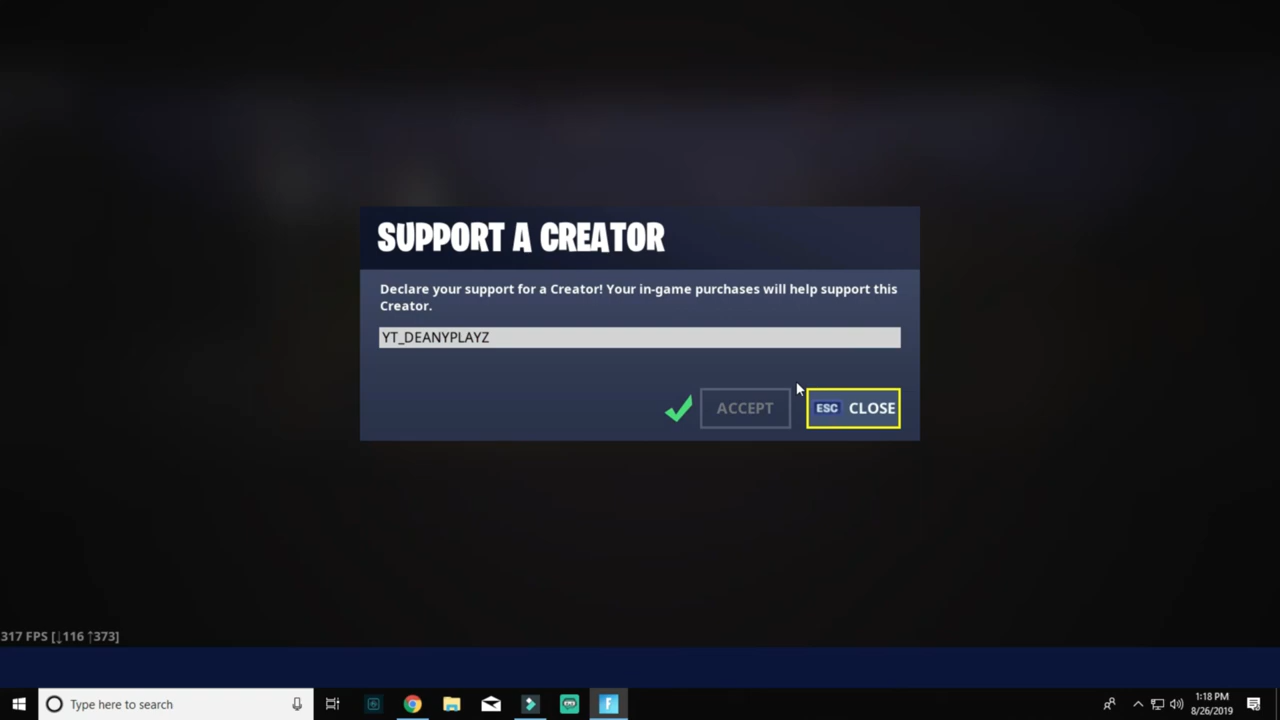 SUPPORT A CREATOR
Declare your support for a Creator! Your in-game purchases will help support this
Creator.
YT_DEANYPLAYZ
ACCEPT
ESC CLOSE
317 FPS [↓116 ↑373]
Type here to search
1:18 PM
8/26/2019